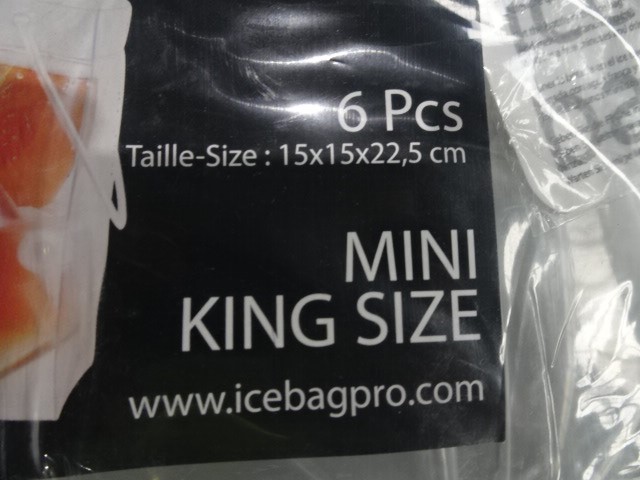 6 Pcs
Taille-Size : 15x15x22,5 cm
MINI
KING SIZE
www.icebagpro.com